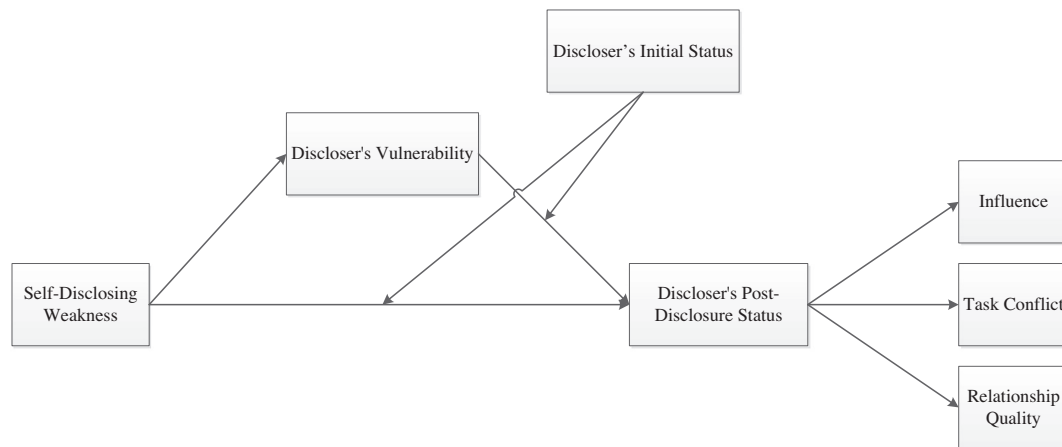 Discloser’s Initial Status
Discloser's Vulnerability
Influence
Self-Disclosing
Weakness
Discloser's Post-
Disclosure Status
Task Conflict
Relationship
Quality